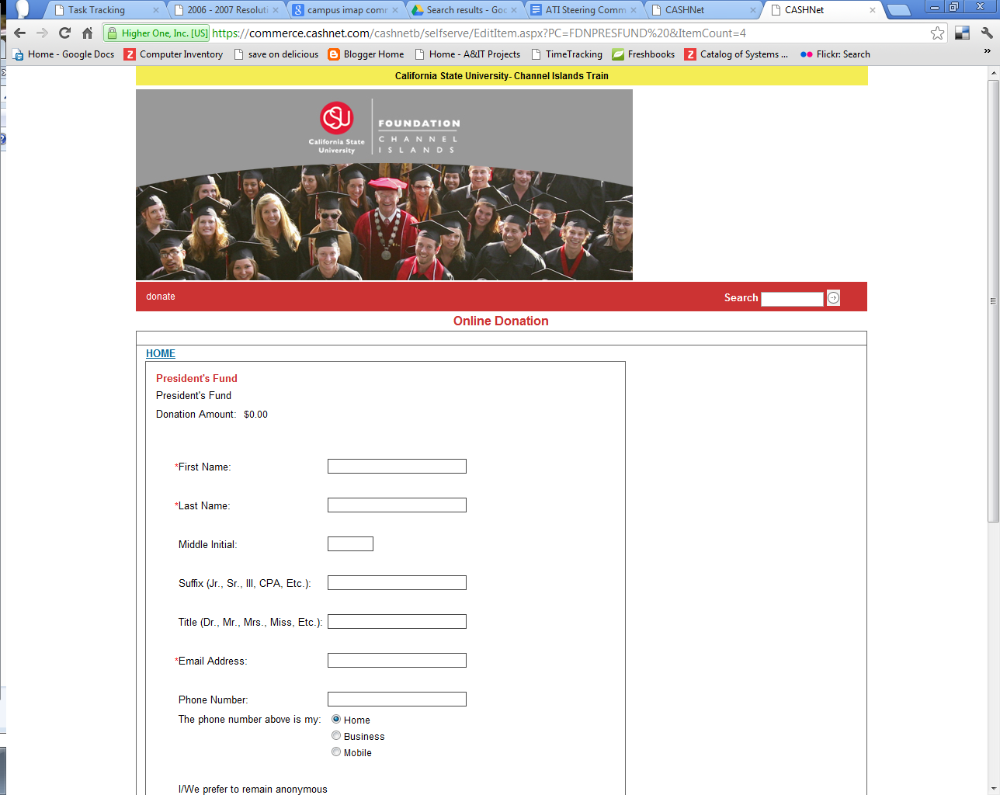 Task Tracking
2006 - 2007 Resoluti
campus imap comr
Search results - Goo
ATI Steering Comm
CASHNet
CASHNet
Higher One, Inc. [US] https://commerce.cashnet.com/cashnetb/selfserve/EditItem.aspx?PC=FDNPRESFUND%20&ItemCount=4
Home - Google Docs
Computer Inventory
save on delicious
Blogger Home
Home - A&IT Projects
TimeTracking
Freshbooks
Catalog of Systems ...
Flickr: Search
»
California State University- Channel Islands Train
CSU
California State
University
FOUNDATION
CHANNEL
ISLANDS
donate
Search
Online Donation
HOME
President's Fund
President's Fund
Donation Amount: $0.00
*First Name:
*Last Name:
Middle Initial:
Suffix (Jr., Sr., III, CPA, Etc.):
Title (Dr., Mr., Mrs., Miss, Etc.):
*Email Address:
Phone Number:
The phone number above is my:
Home
Business
Mobile
I/We prefer to remain anonymous